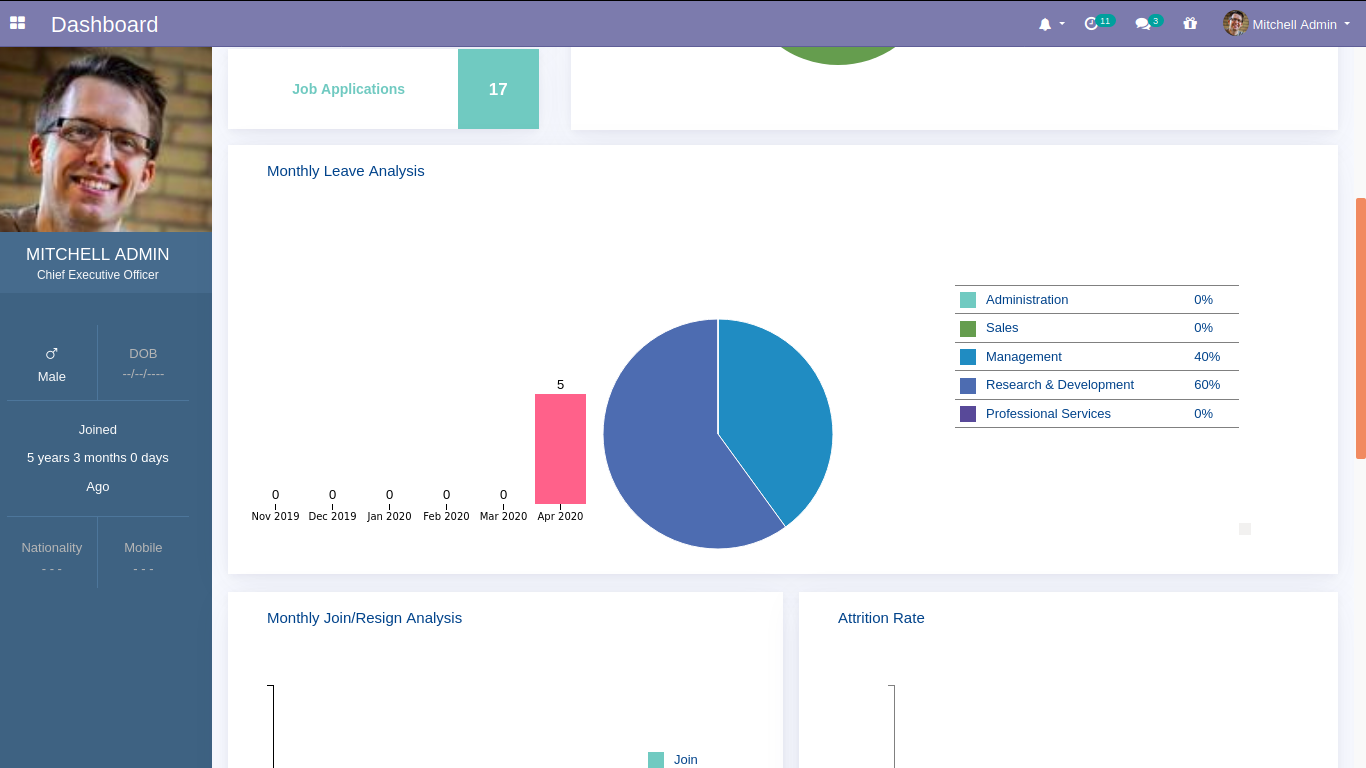 Dashboard
11
3
Mitchell Admin
MITCHELL ADMIN
Chief Executive Officer
Male
DOB
--/--/----
Joined
5 years 3 months 0 days
Ago
Nationality
- - -
Mobile
- - -
Job Applications
17
Monthly Leave Analysis
0
0
0
0
0
5
Nov 2019
Dec 2019
Jan 2020
Feb 2020
Mar 2020
Apr 2020
Administration 0%
Sales 0%
Management 40%
Research & Development 60%
Professional Services 0%
Monthly Join/Resign Analysis
Join
Attrition Rate